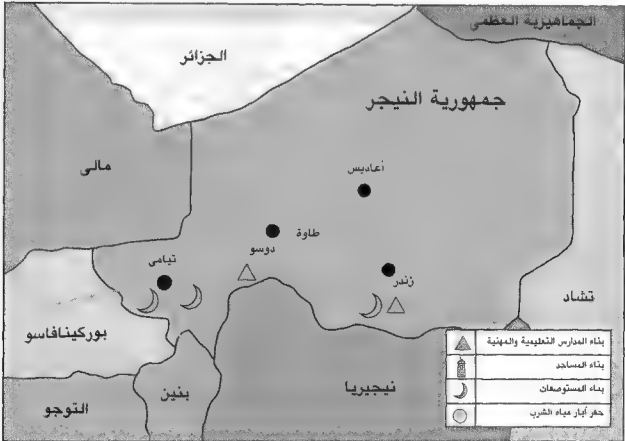 الجماهيرية العظمى
الجزائر
جمهورية النيجر
مالي
أغاديس
طاوة
دوسو
نيامي
زندر
تشاد
بوركينافاسو
نيجيريا
بنين
التوجو
بناء المدارس التعليمية والمهنية
بناء المساجد
بناء المستوصفات
حفر آبار مياه الشرب